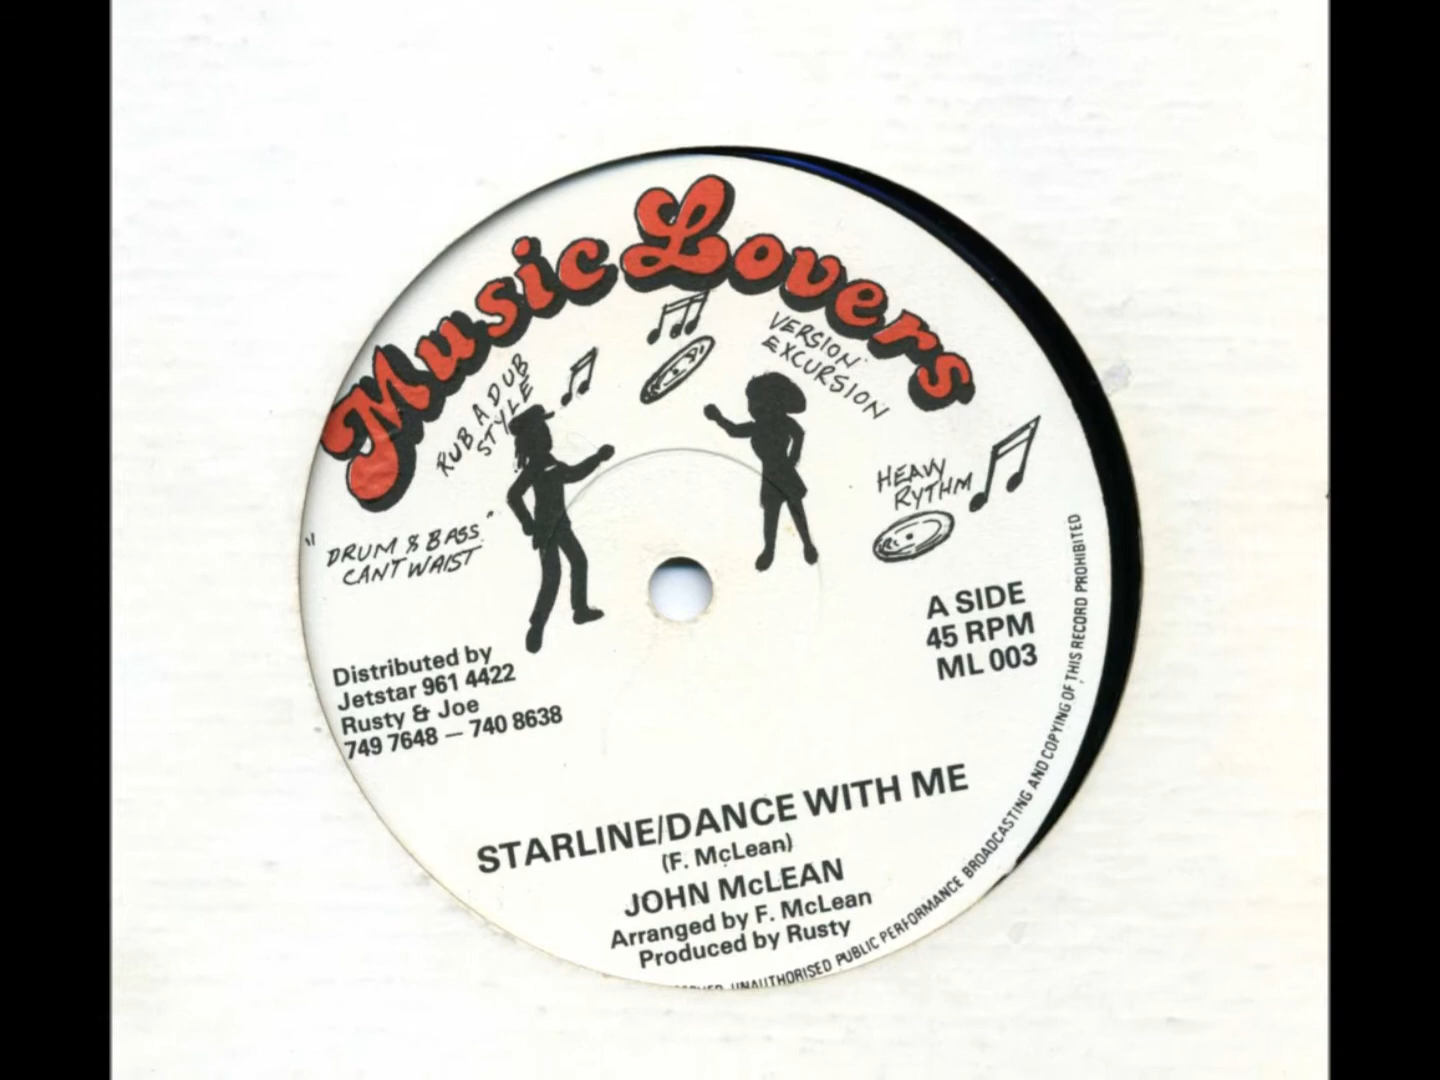 Music Lovers
RUB A DUB
STYLE
VERSION
EXCURSION
HEAVY
RYTHM
"DRUM & BASS"
CANT WAIST
A SIDE
45 RPM
ML 003
Distributed by
Jetstar 961 4422
Rusty & Joe
749 7648 — 740 8638
STARLINE/DANCE WITH ME
(F. McLean)
JOHN McLEAN
Arranged by F. McLean
Produced by Rusty
UNAUTHORISED PUBLIC PERFORMANCE BROADCASTING AND COPYING OF THIS RECORD PROHIBITED